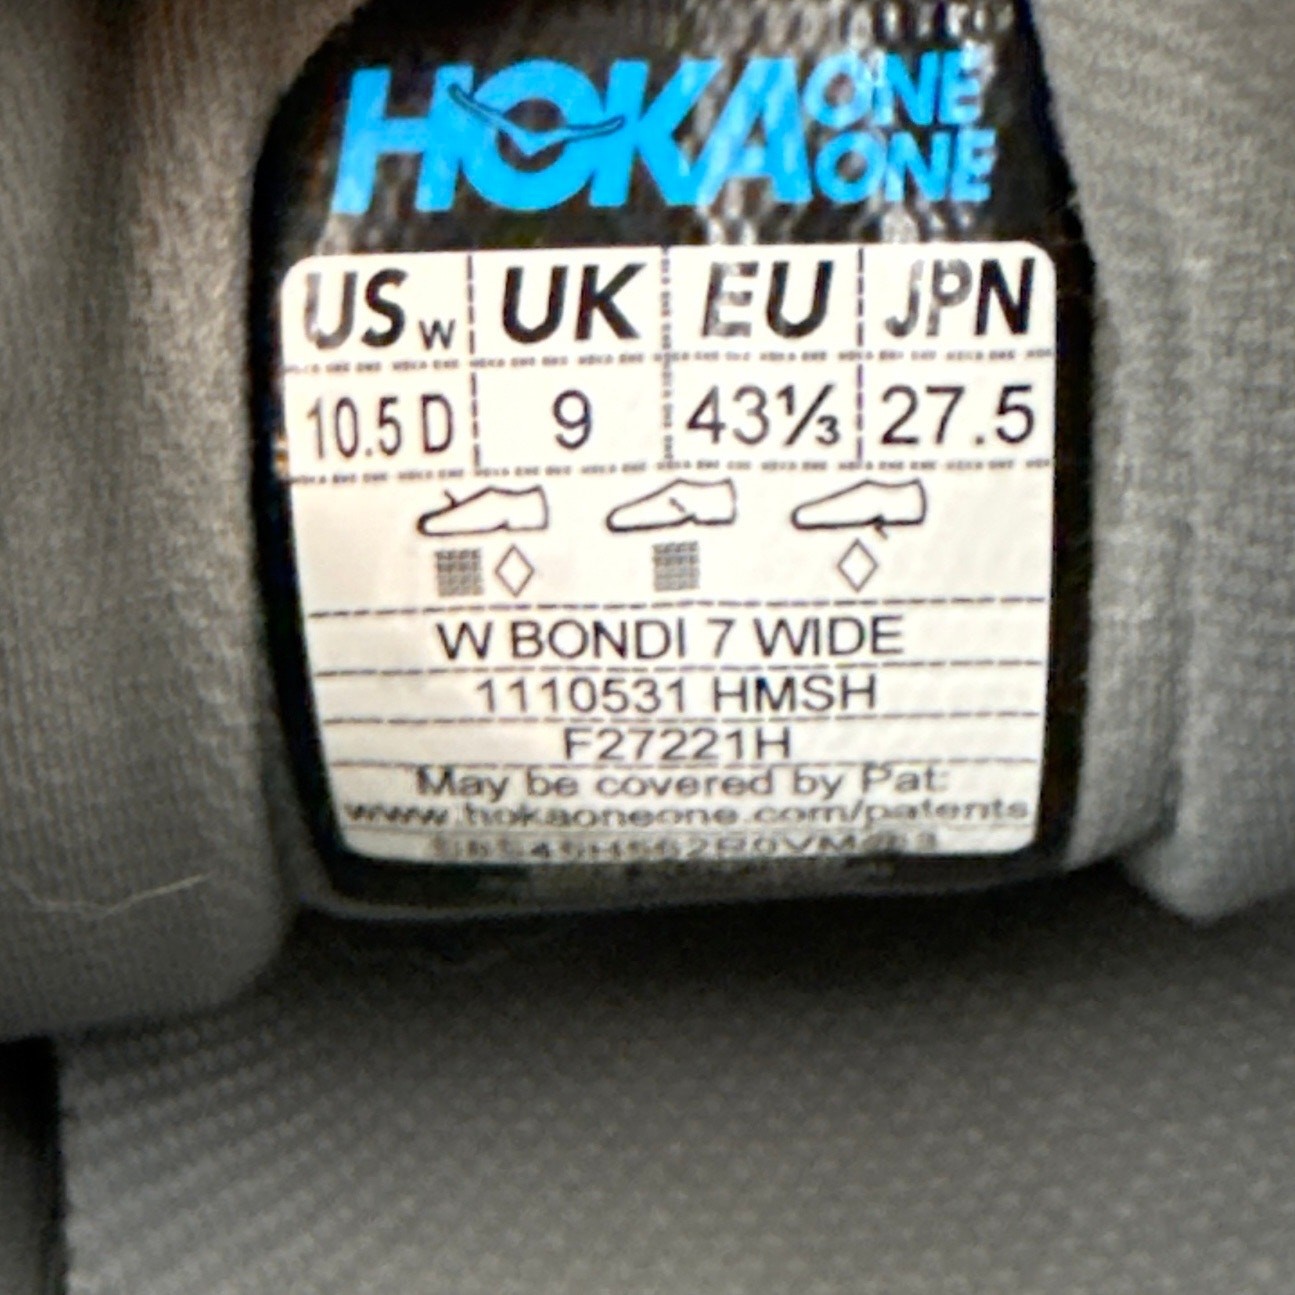 HOKA ONE ONE
USW UK EU JPN
10.5 D 9 43⅓ 27.5
W BONDI 7 WIDE
1110531 HMSH
F27221H
May be covered by Pat:
www.hokaoneone.com/patents